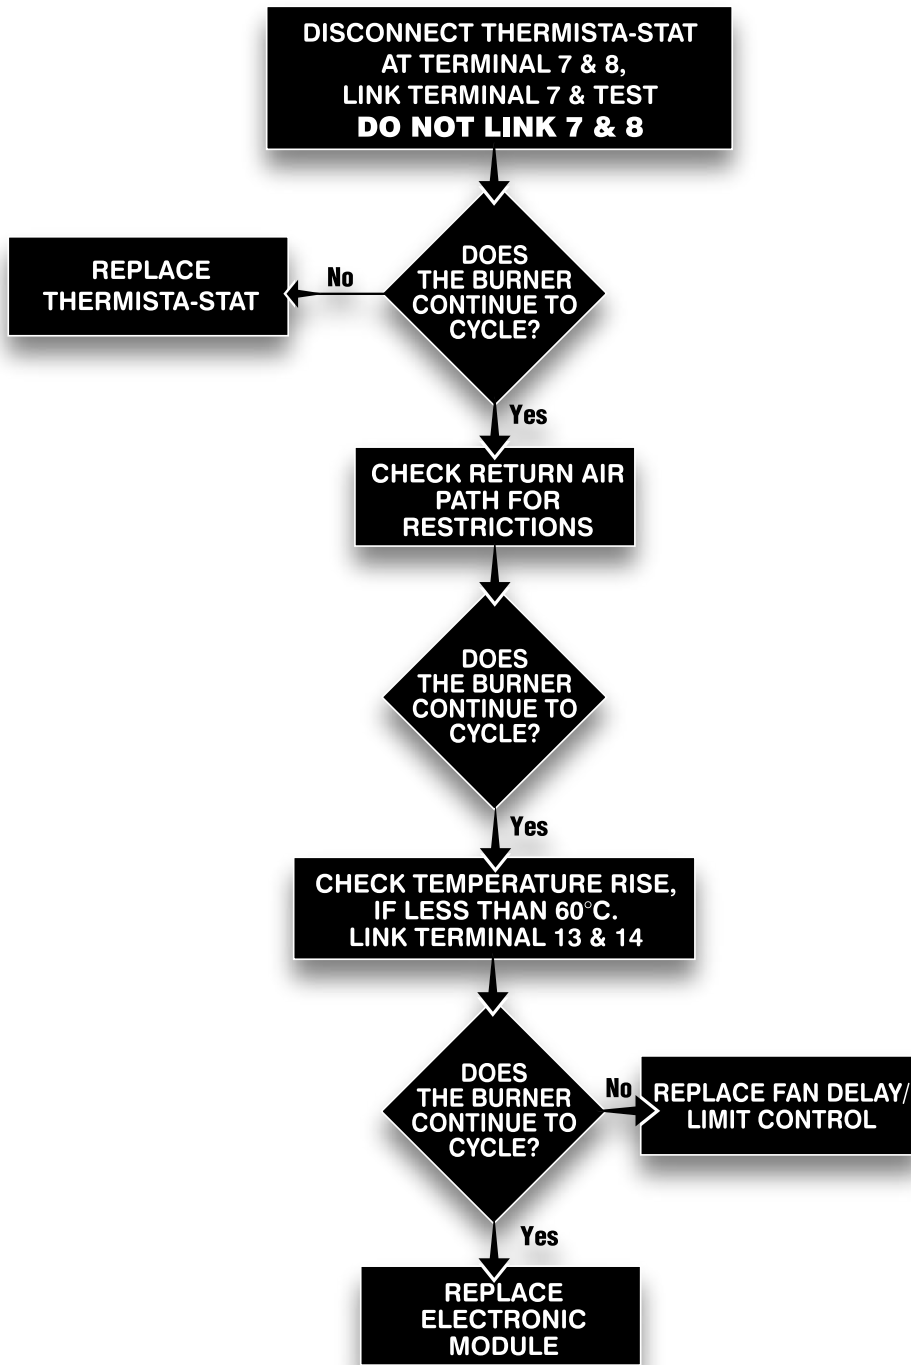 DISCONNECT THERMISTA-STAT
AT TERMINAL 7 & 8,
LINK TERMINAL 7 & TEST
DO NOT LINK 7 & 8
DOES
THE BURNER
CONTINUE TO
CYCLE?
No
REPLACE
THERMISTA-STAT
Yes
CHECK RETURN AIR
PATH FOR
RESTRICTIONS
DOES
THE BURNER
CONTINUE TO
CYCLE?
Yes
CHECK TEMPERATURE RISE,
IF LESS THAN 60°C.
LINK TERMINAL 13 & 14
DOES
THE BURNER
CONTINUE TO
CYCLE?
No
REPLACE FAN DELAY/
LIMIT CONTROL
Yes
REPLACE
ELECTRONIC
MODULE